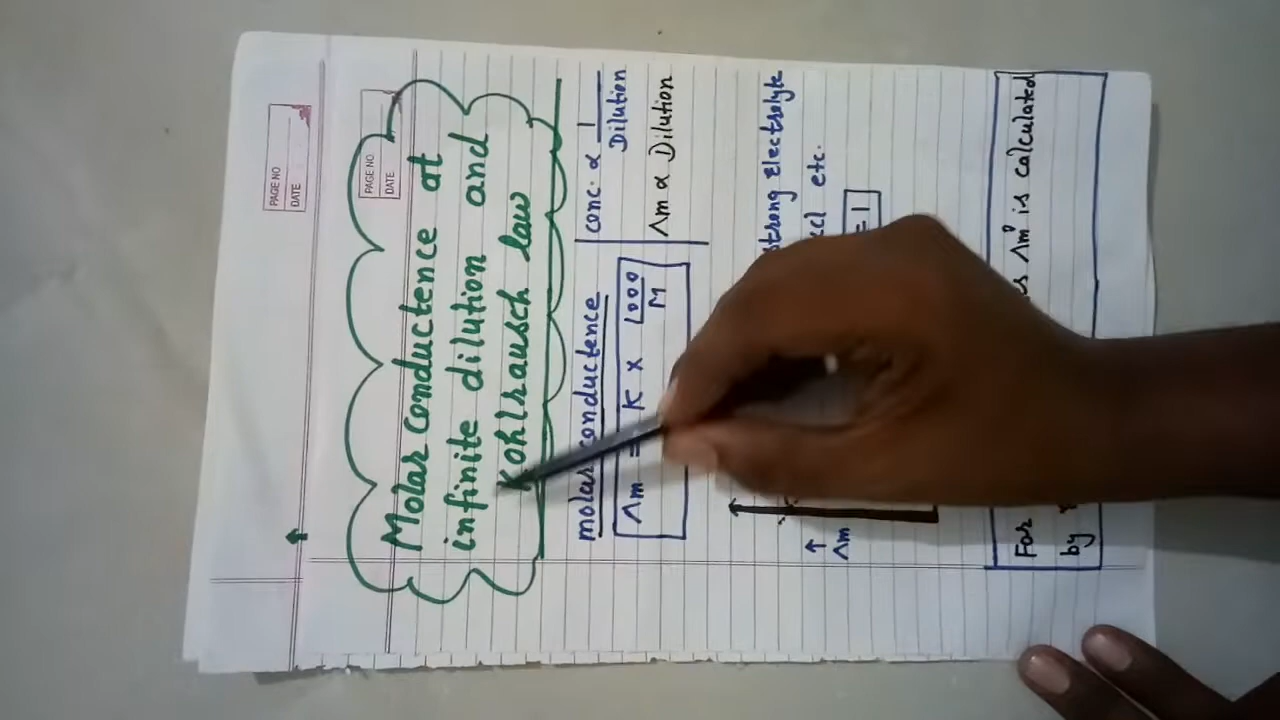 PAGE NO
DATE
PAGE NO
DATE
Molar conductence at
infinite dilution and
Kohlrausch law
molar conductence
Λm = K × 1000
M
conc. α 1
Dilution
Λm α Dilution
strong electrolyte
etc.
= 1
↑
Λm
For Λm° is calculated
by